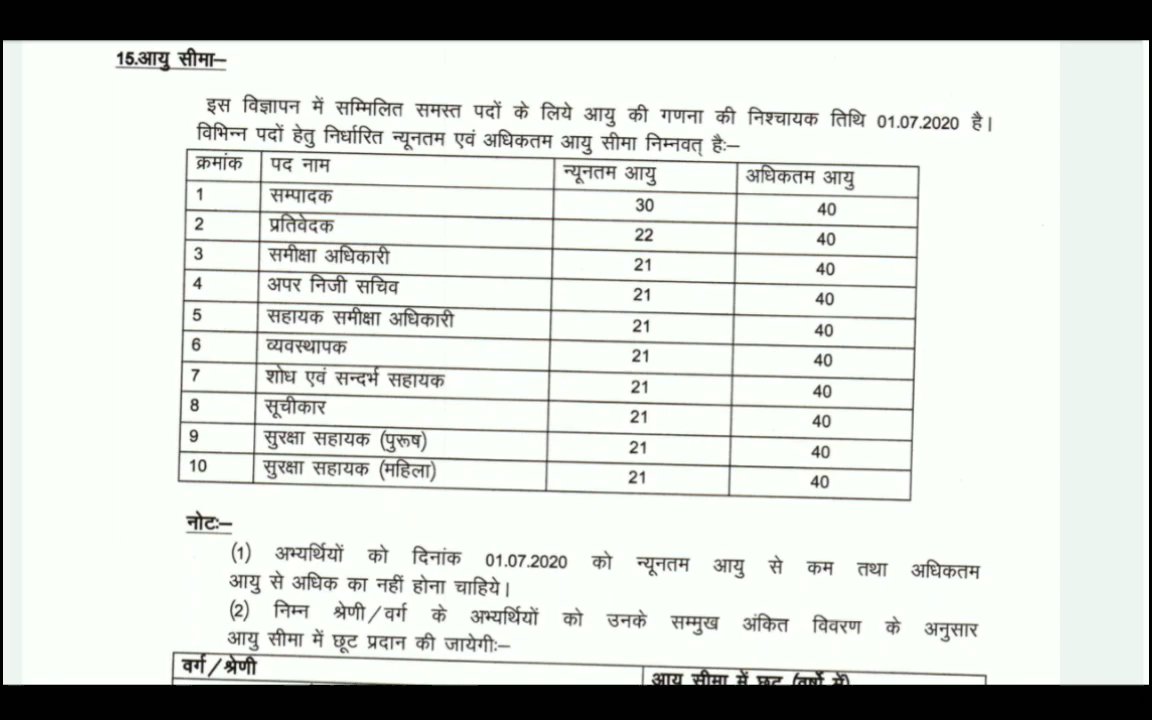 15.आयु सीमा–
इस विज्ञापन में सम्मिलित समस्त पदों के लिये आयु की गणना की निश्चायक तिथि 01.07.2020 है।
विभिन्न पदों हेतु निर्धारित न्यूनतम एवं अधिकतम आयु सीमा निम्नवत् हैः–
क्रमांक पद नाम न्यूनतम आयु अधिकतम आयु
1 सम्पादक 30 40
2 प्रतिवेदक 22 40
3 समीक्षा अधिकारी 21 40
4 अपर निजी सचिव 21 40
5 सहायक समीक्षा अधिकारी 21 40
6 व्यवस्थापक 21 40
7 शोध एवं सन्दर्भ सहायक 21 40
8 सूचीकार 21 40
9 सुरक्षा सहायक (पुरूष) 21 40
10 सुरक्षा सहायक (महिला) 21 40
नोटः–
(1) अभ्यर्थियों को दिनांक 01.07.2020 को न्यूनतम आयु से कम तथा अधिकतम
आयु से अधिक का नहीं होना चाहिये।
(2) निम्न श्रेणी/वर्ग के अभ्यर्थियों को उनके सम्मुख अंकित विवरण के अनुसार
आयु सीमा में छूट प्रदान की जायेगीः–
वर्ग/श्रेणी आयु सीमा में छूट (वर्षों में)